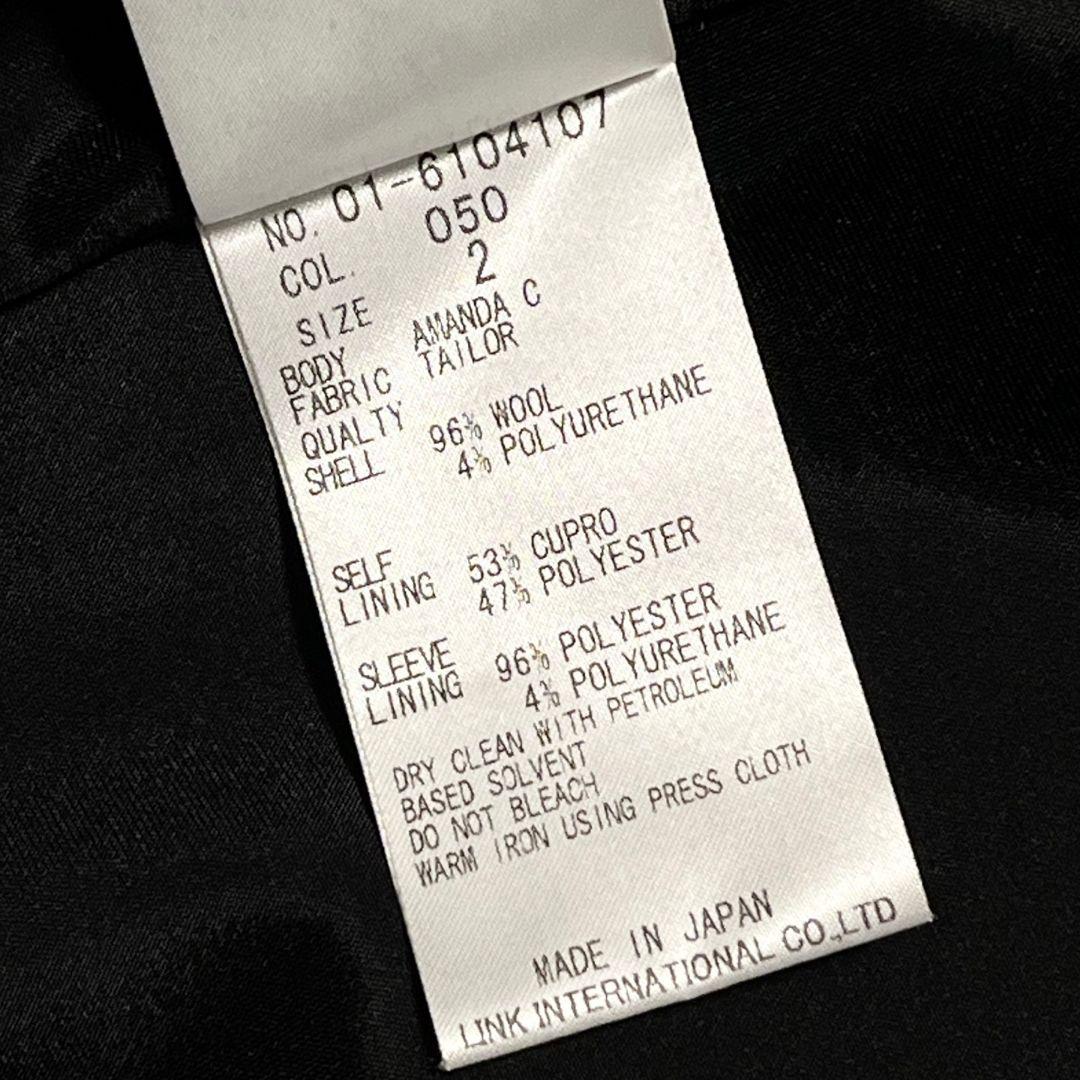 NO. 01-6104107
COL. 050
SIZE 2
BODY AMANDA C
FABRIC TAILOR
QUALTY
SHELL 96% WOOL
4% POLYURETHANE
SELF 53% CUPRO
LINING 47% POLYESTER
SLEEVE 96% POLYESTER
LINING 4% POLYURETHANE
DRY CLEAN WITH PETROLEUM
BASED SOLVENT
DO NOT BLEACH
WARM IRON USING PRESS CLOTH
MADE IN JAPAN
LINK INTERNATIONAL CO.,LTD